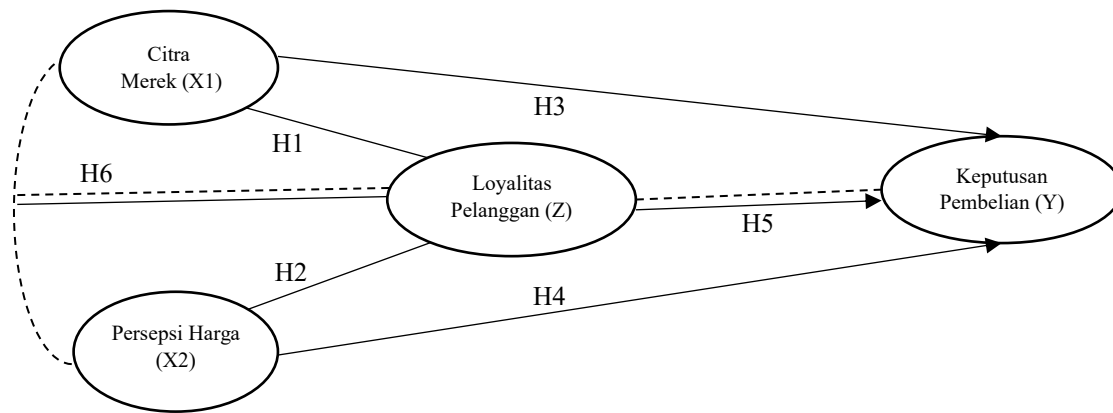 Citra
Merek (X1)
H3
H1
H6
Loyalitas
Pelanggan (Z)
Keputusan
Pembelian (Y)
H5
H2
H4
Persepsi Harga
(X2)